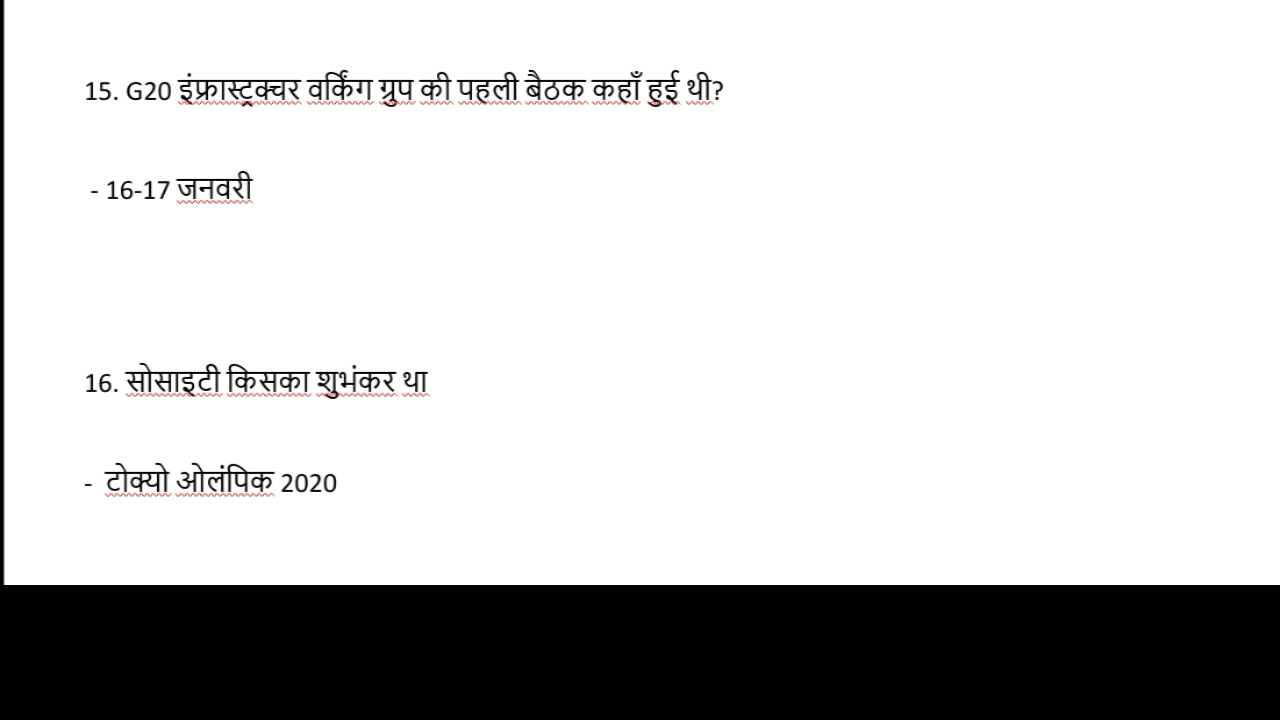 15. G20 इंफ्रास्ट्रक्चर वर्किंग ग्रुप की पहली बैठक कहाँ हुई थी?
- 16-17 जनवरी
16. सोसाइटी किसका शुभंकर था
- टोक्यो ओलंपिक 2020